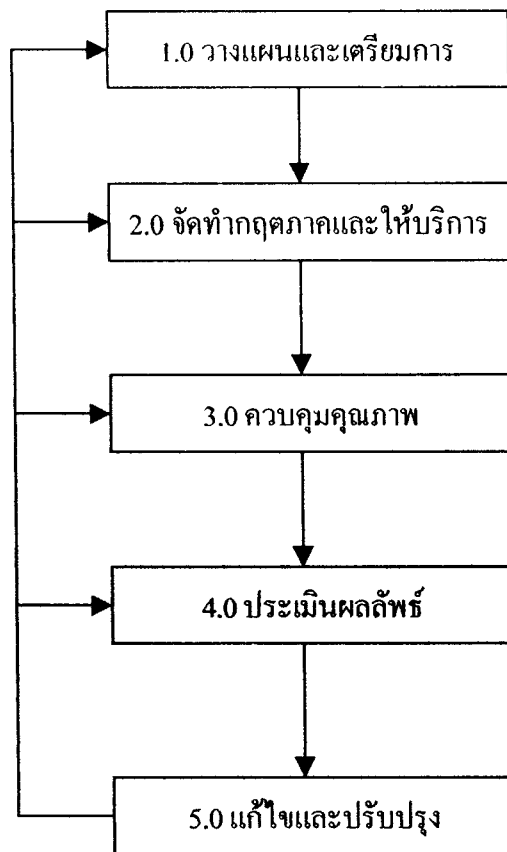 1.0 วางแผนและเตรียมการ
2.0 จัดทำกฤตภาคและให้บริการ
3.0 ควบคุมคุณภาพ
4.0 ประเมินผลลัพธ์
5.0 แก้ไขและปรับปรุง